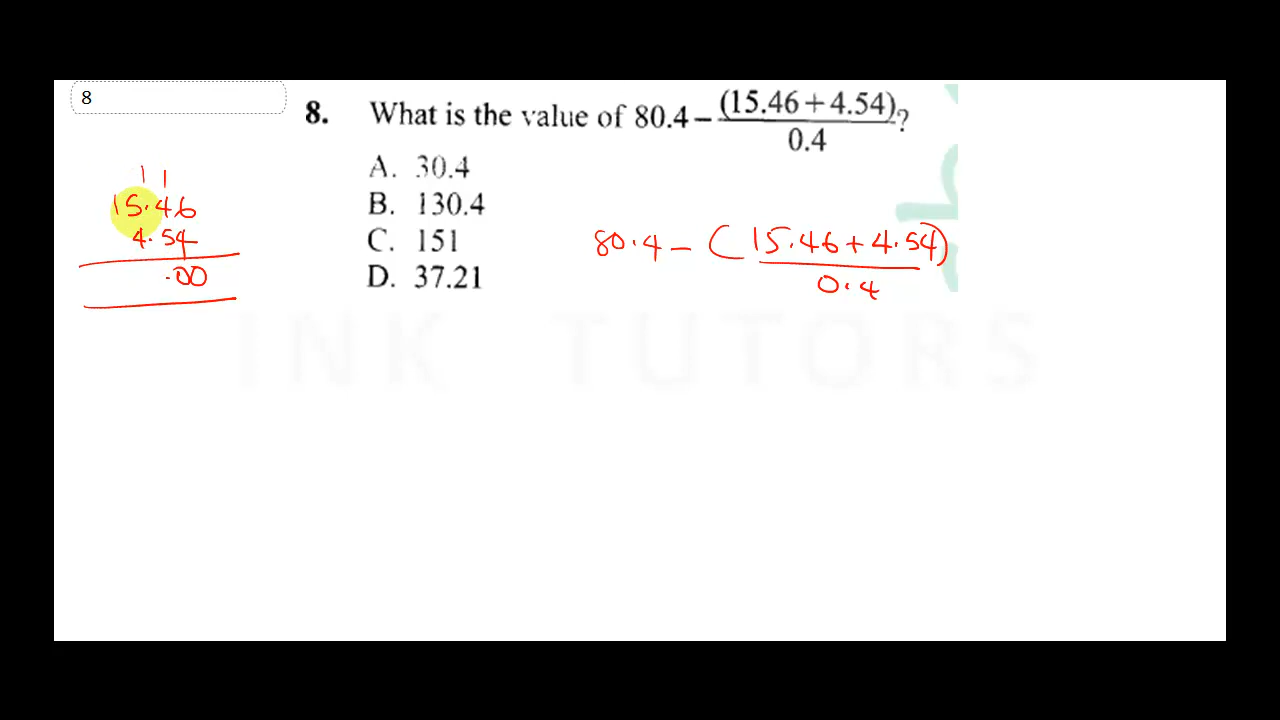 8
8. What is the value of 80.4 – (15.46 + 4.54) / 0.4 ?
A. 30.4
B. 130.4
C. 151
D. 37.21
1 1
15.46
4.54
.00
80.4 – (15.46 + 4.54) / 0.4
INK TUTORS